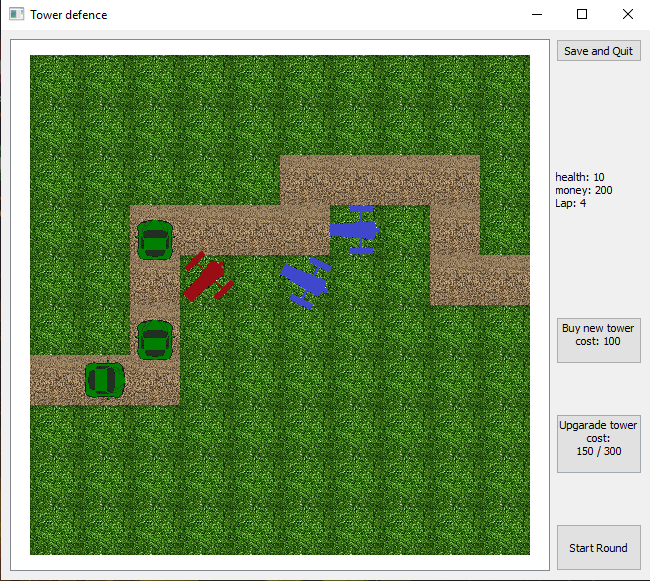 Tower defence
Save and Quit
health: 10
money: 200
Lap: 4
Buy new tower
cost: 100
Upgarade tower
cost:
150 / 300
Start Round